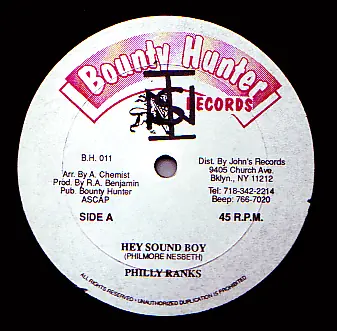 Bounty Hunter
RECORDS
B.H. 011
Arr. By A. Chemist
Prod. By R.A. Benjamin
Pub. Bounty Hunter
ASCAP
Dist. By John's Records
9405 Church Ave.
Bklyn., NY 11212
Tel: 718-342-2214
Beep: 766-7020
SIDE A
45 R.P.M.
HEY SOUND BOY
(PHILMORE NESBETH)
PHILLY RANKS
ALL RIGHTS RESERVED • UNAUTHORIZED DUPLICATION IS PROHIBITED